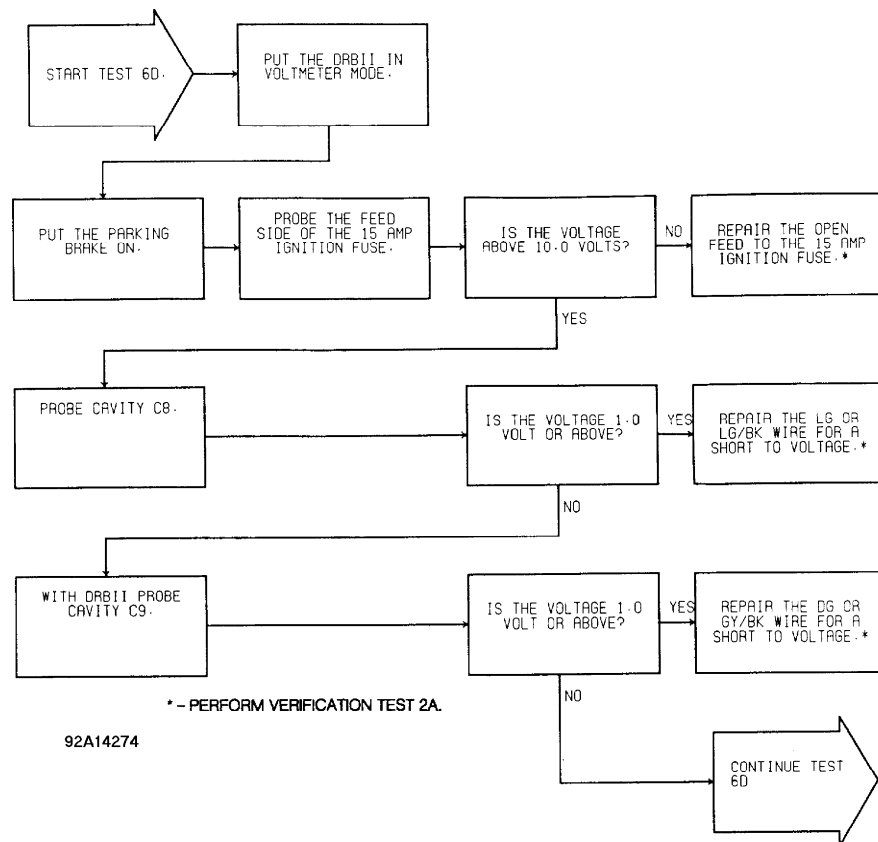 START TEST 6D.
PUT THE DRBII IN
VOLTMETER MODE.
PUT THE PARKING
BRAKE ON.
PROBE THE FEED
SIDE OF THE 15 AMP
IGNITION FUSE.
IS THE VOLTAGE
ABOVE 10.0 VOLTS?
NO
REPAIR THE OPEN
FEED TO THE 15 AMP
IGNITION FUSE.*
YES
PROBE CAVITY C8.
IS THE VOLTAGE 1.0
VOLT OR ABOVE?
YES
REPAIR THE LG OR
LG/BK WIRE FOR A
SHORT TO VOLTAGE.*
NO
WITH DRBII PROBE
CAVITY C9.
IS THE VOLTAGE 1.0
VOLT OR ABOVE?
YES
REPAIR THE DG OR
GY/BK WIRE FOR A
SHORT TO VOLTAGE.*
NO
* – PERFORM VERIFICATION TEST 2A.
92A14274
CONTINUE TEST
6D